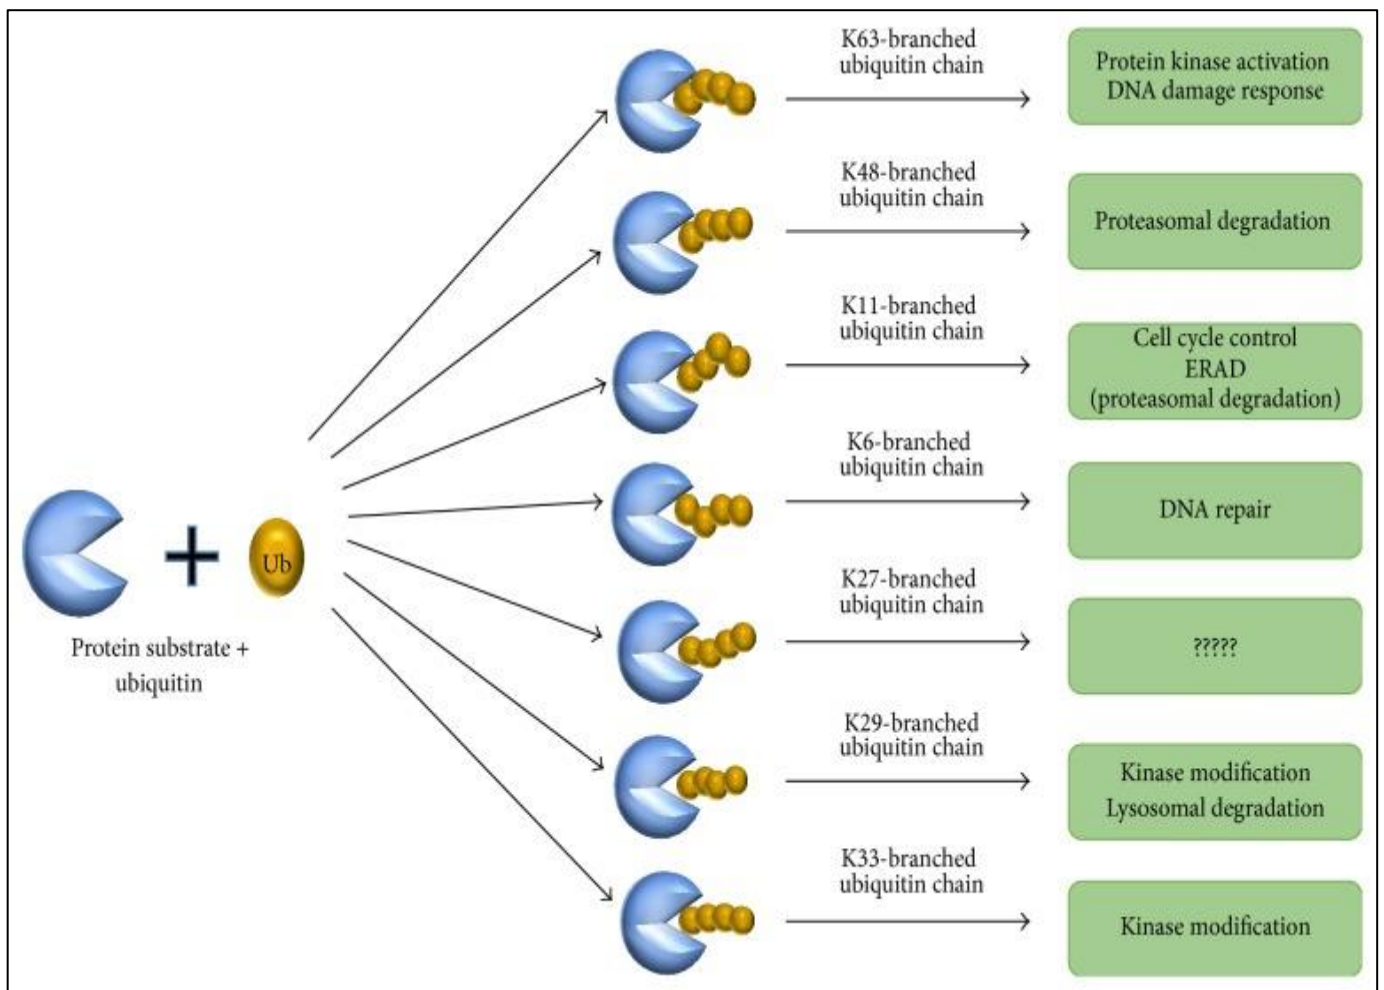 K63-branched
ubiquitin chain
Protein kinase activation
DNA damage response
K48-branched
ubiquitin chain
Proteasomal degradation
K11-branched
ubiquitin chain
Cell cycle control
ERAD
(proteasomal degradation)
K6-branched
ubiquitin chain
DNA repair
Ub
Protein substrate +
ubiquitin
K27-branched
ubiquitin chain
?????
K29-branched
ubiquitin chain
Kinase modification
Lysosomal degradation
K33-branched
ubiquitin chain
Kinase modification